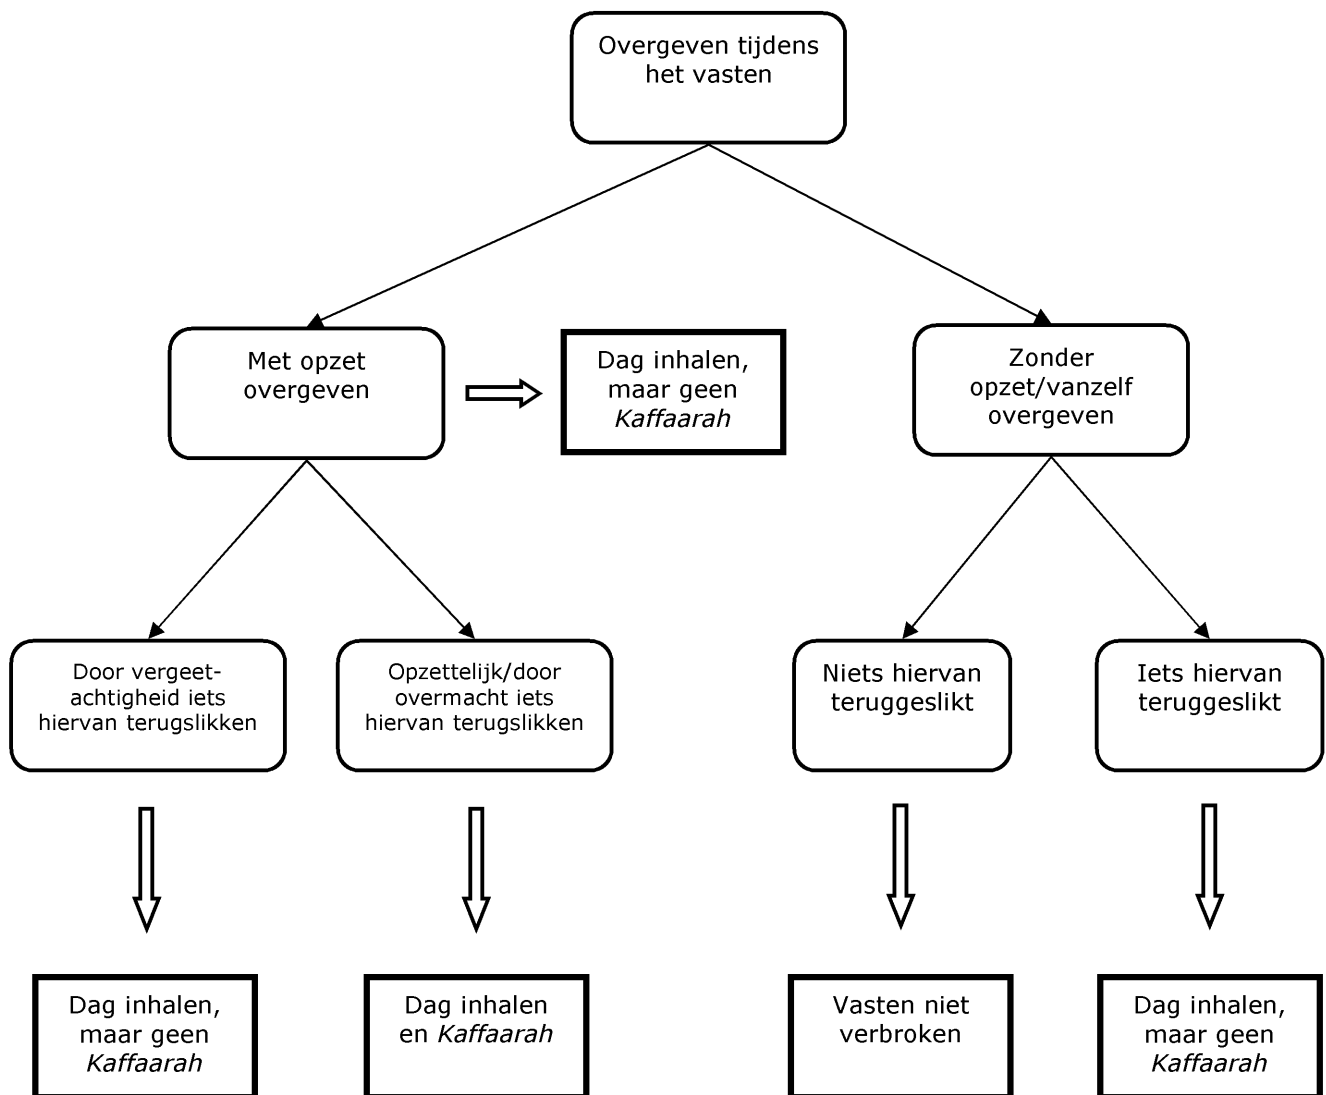 Overgeven tijdens
het vasten
Met opzet
overgeven
Dag inhalen,
maar geen
Kaffaarah
Zonder
opzet/vanzelf
overgeven
Door vergeet-
achtigheid iets
hiervan terugslikken
Opzettelijk/door
overmacht iets
hiervan terugslikken
Niets hiervan
teruggeslikt
Iets hiervan
teruggeslikt
Dag inhalen,
maar geen
Kaffaarah
Dag inhalen
en Kaffaarah
Vasten niet
verbroken
Dag inhalen,
maar geen
Kaffaarah